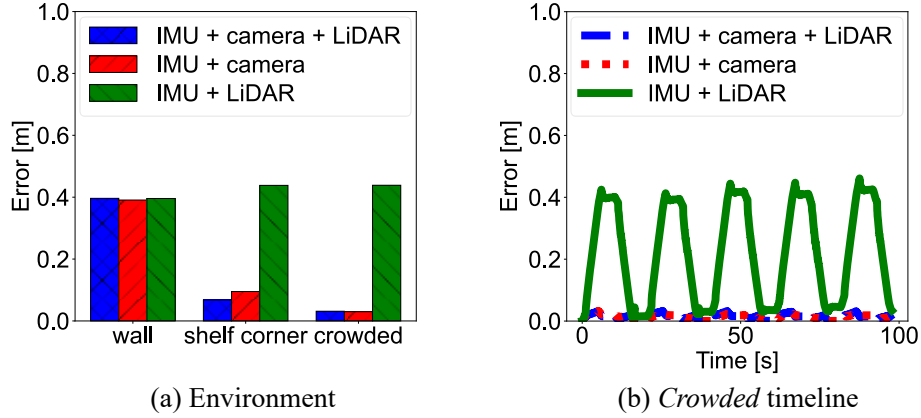 IMU + camera + LiDAR
IMU + camera
IMU + LiDAR
Error [m]
1.0
0.8
0.6
0.4
0.2
0.0
wall shelf corner crowded
(a) Environment
IMU + camera + LiDAR
IMU + camera
IMU + LiDAR
Error [m]
1.0
0.8
0.6
0.4
0.2
0.0
0 50 100
Time [s]
(b) Crowded timeline